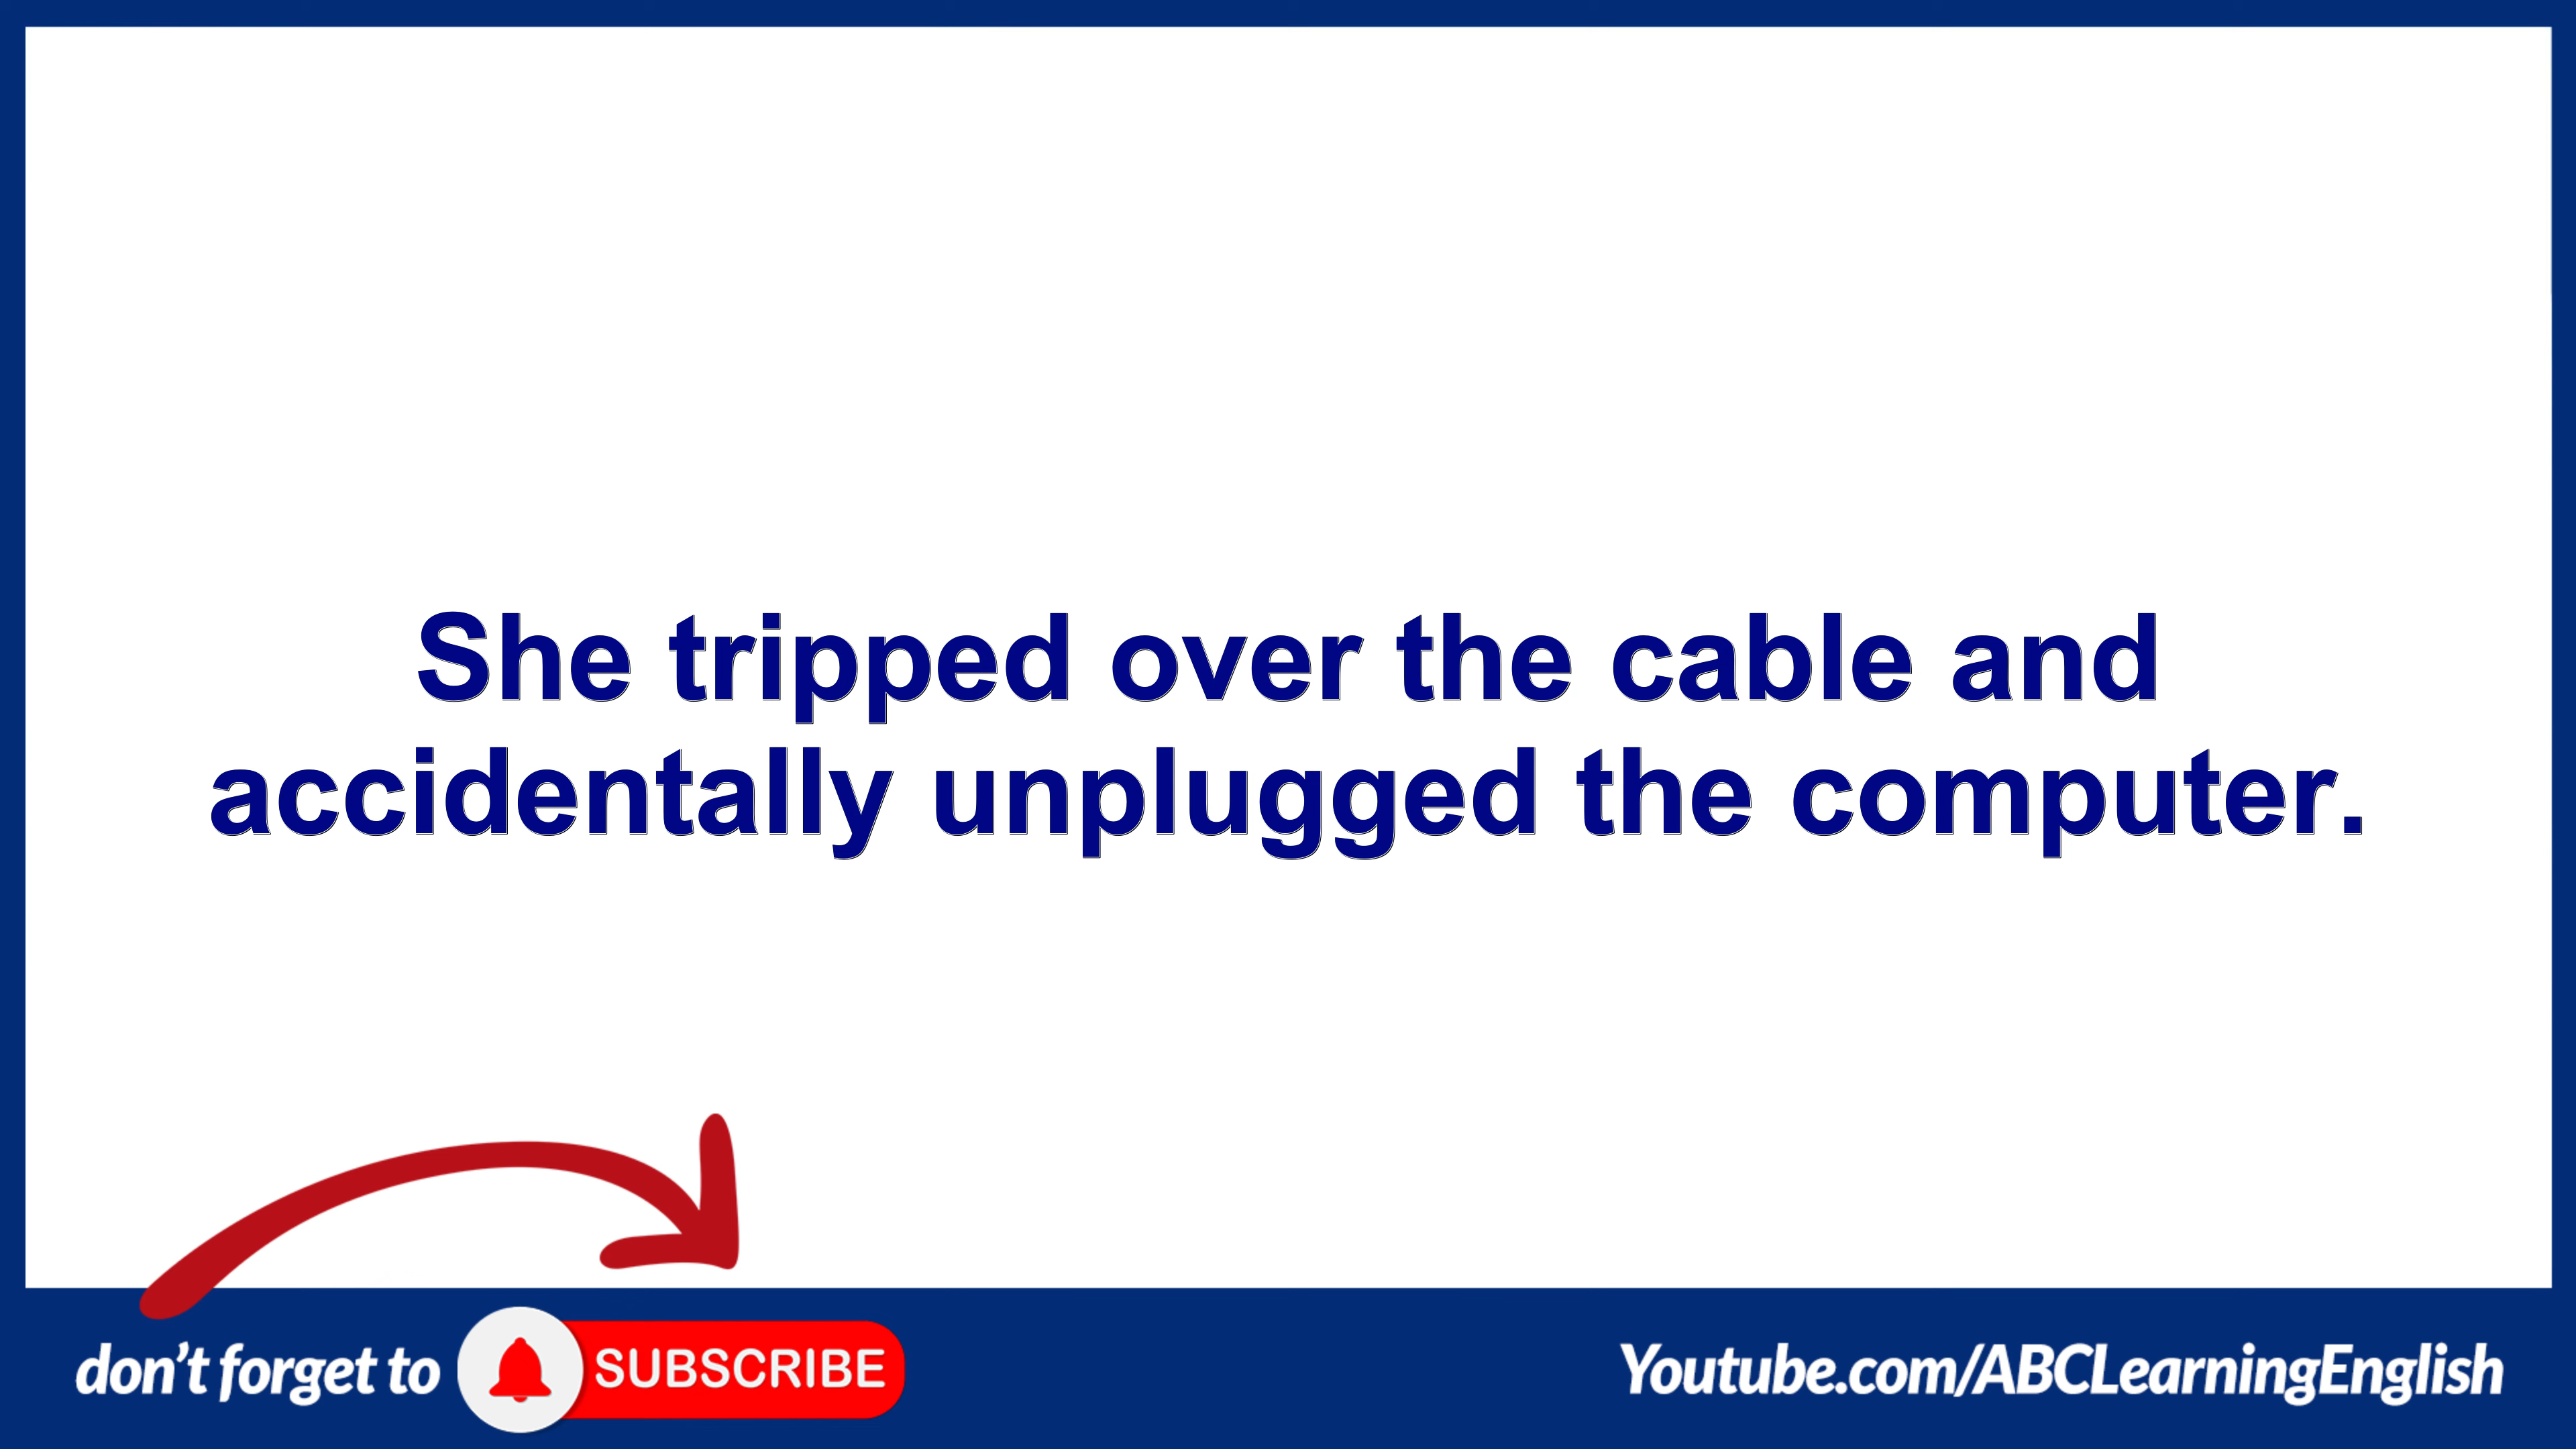 She tripped over the cable and
accidentally unplugged the computer.
don't forget to SUBSCRIBE
Youtube.com/ABCLearningEnglish